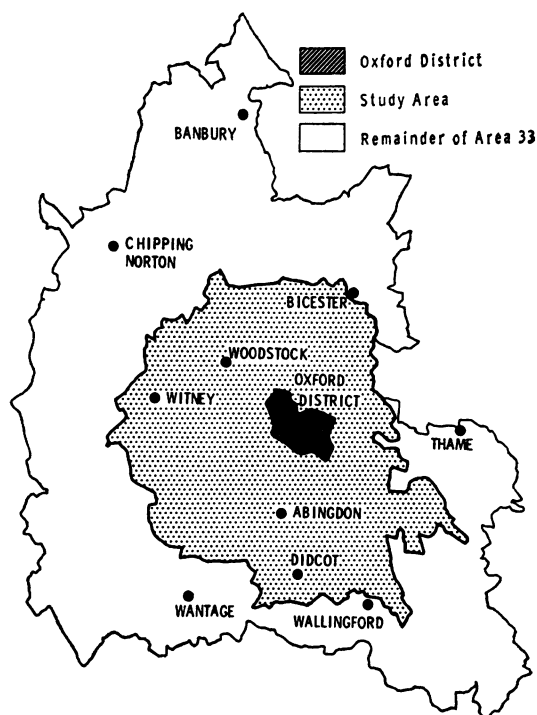 Oxford District
Study Area
Remainder of Area 33
BANBURY
CHIPPING
NORTON
BICESTER
WOODSTOCK
OXFORD
DISTRICT
WITNEY
THAME
ABINGDON
DIDCOT
WANTAGE
WALLINGFORD